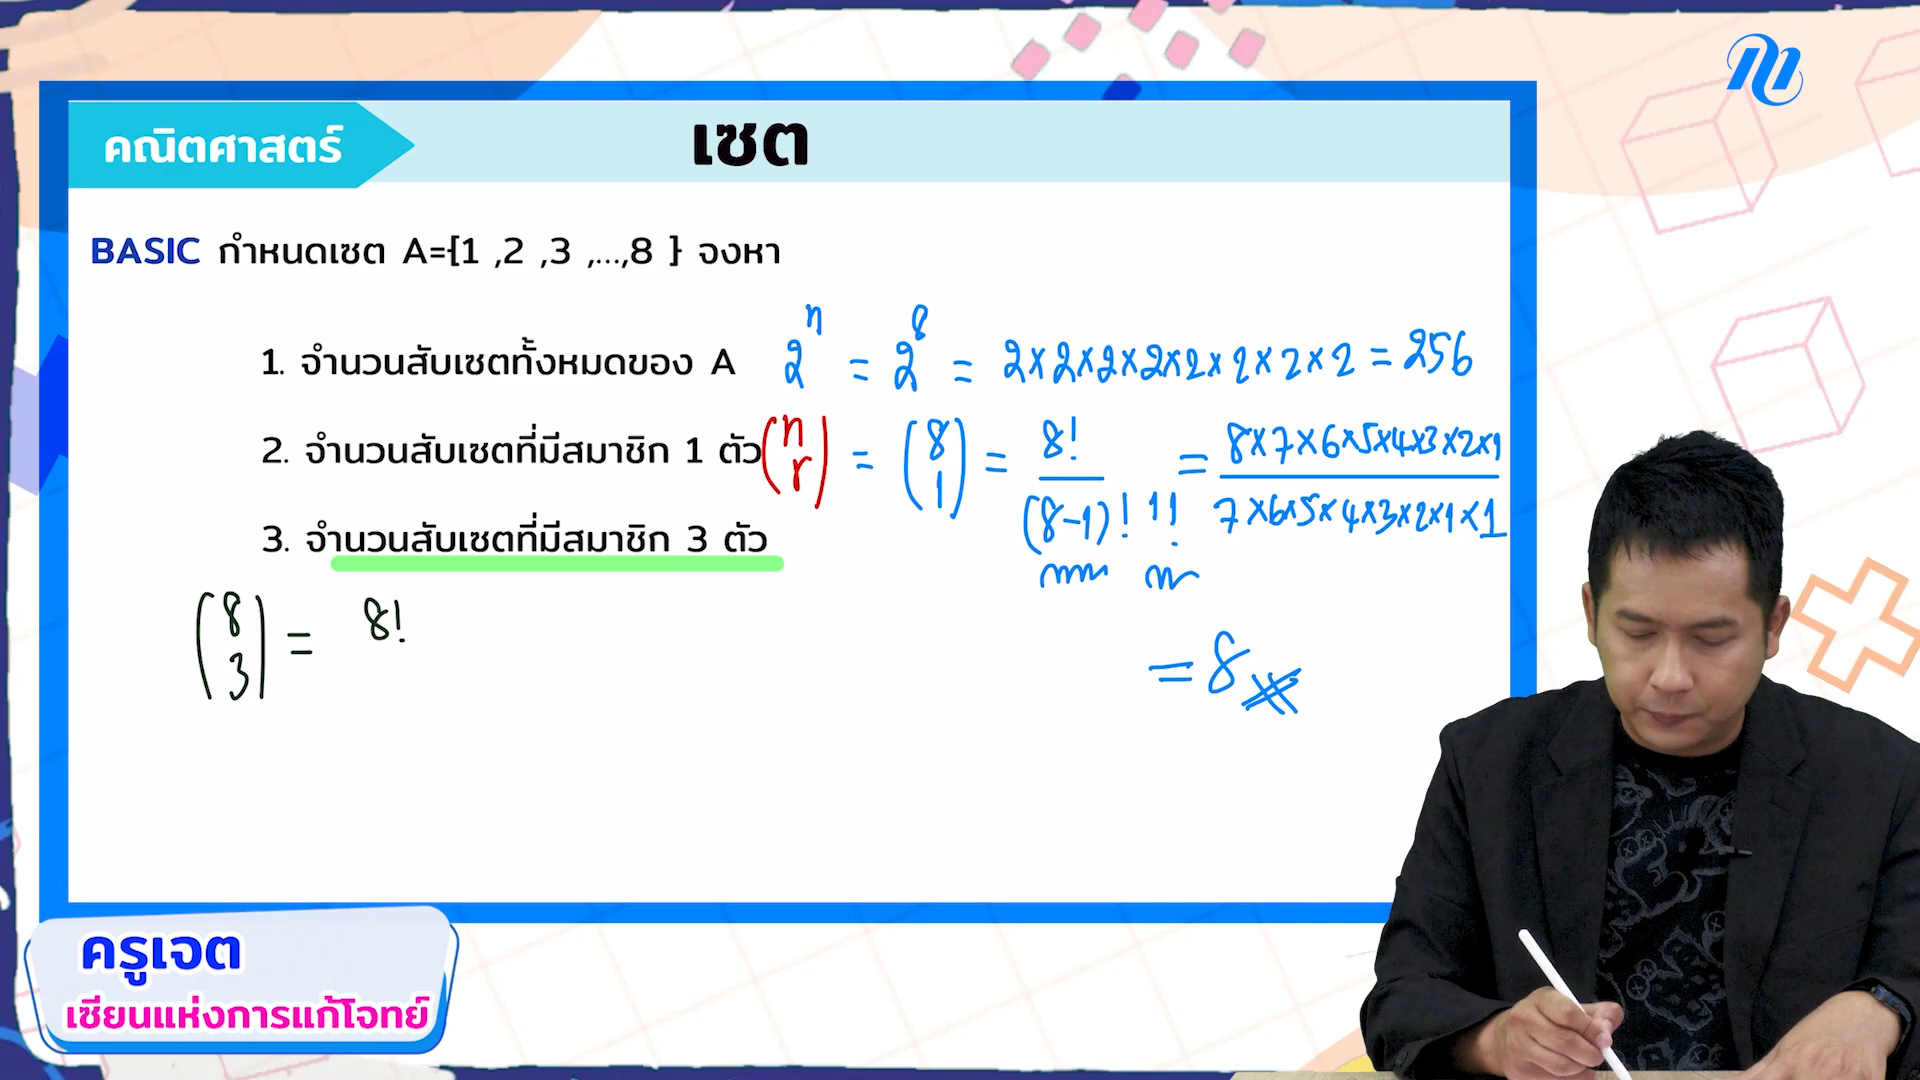 คณิตศาสตร์
เซต
BASIC กำหนดเซต A={1 ,2 ,3 ,...,8 } จงหา
1. จำนวนสับเซตทั้งหมดของ A 2^n = 2^8 = 2×2×2×2×2×2×2×2 = 256
2. จำนวนสับเซตที่มีสมาชิก 1 ตัว (n r) = (8 1) = 8! / (8-1)! 1! = 8×7×6×5×4×3×2×1 / 7×6×5×4×3×2×1×1
3. จำนวนสับเซตที่มีสมาชิก 3 ตัว
(8 3) = 8!
= 8
ครูเจต
เซียนแห่งการแก้โจทย์